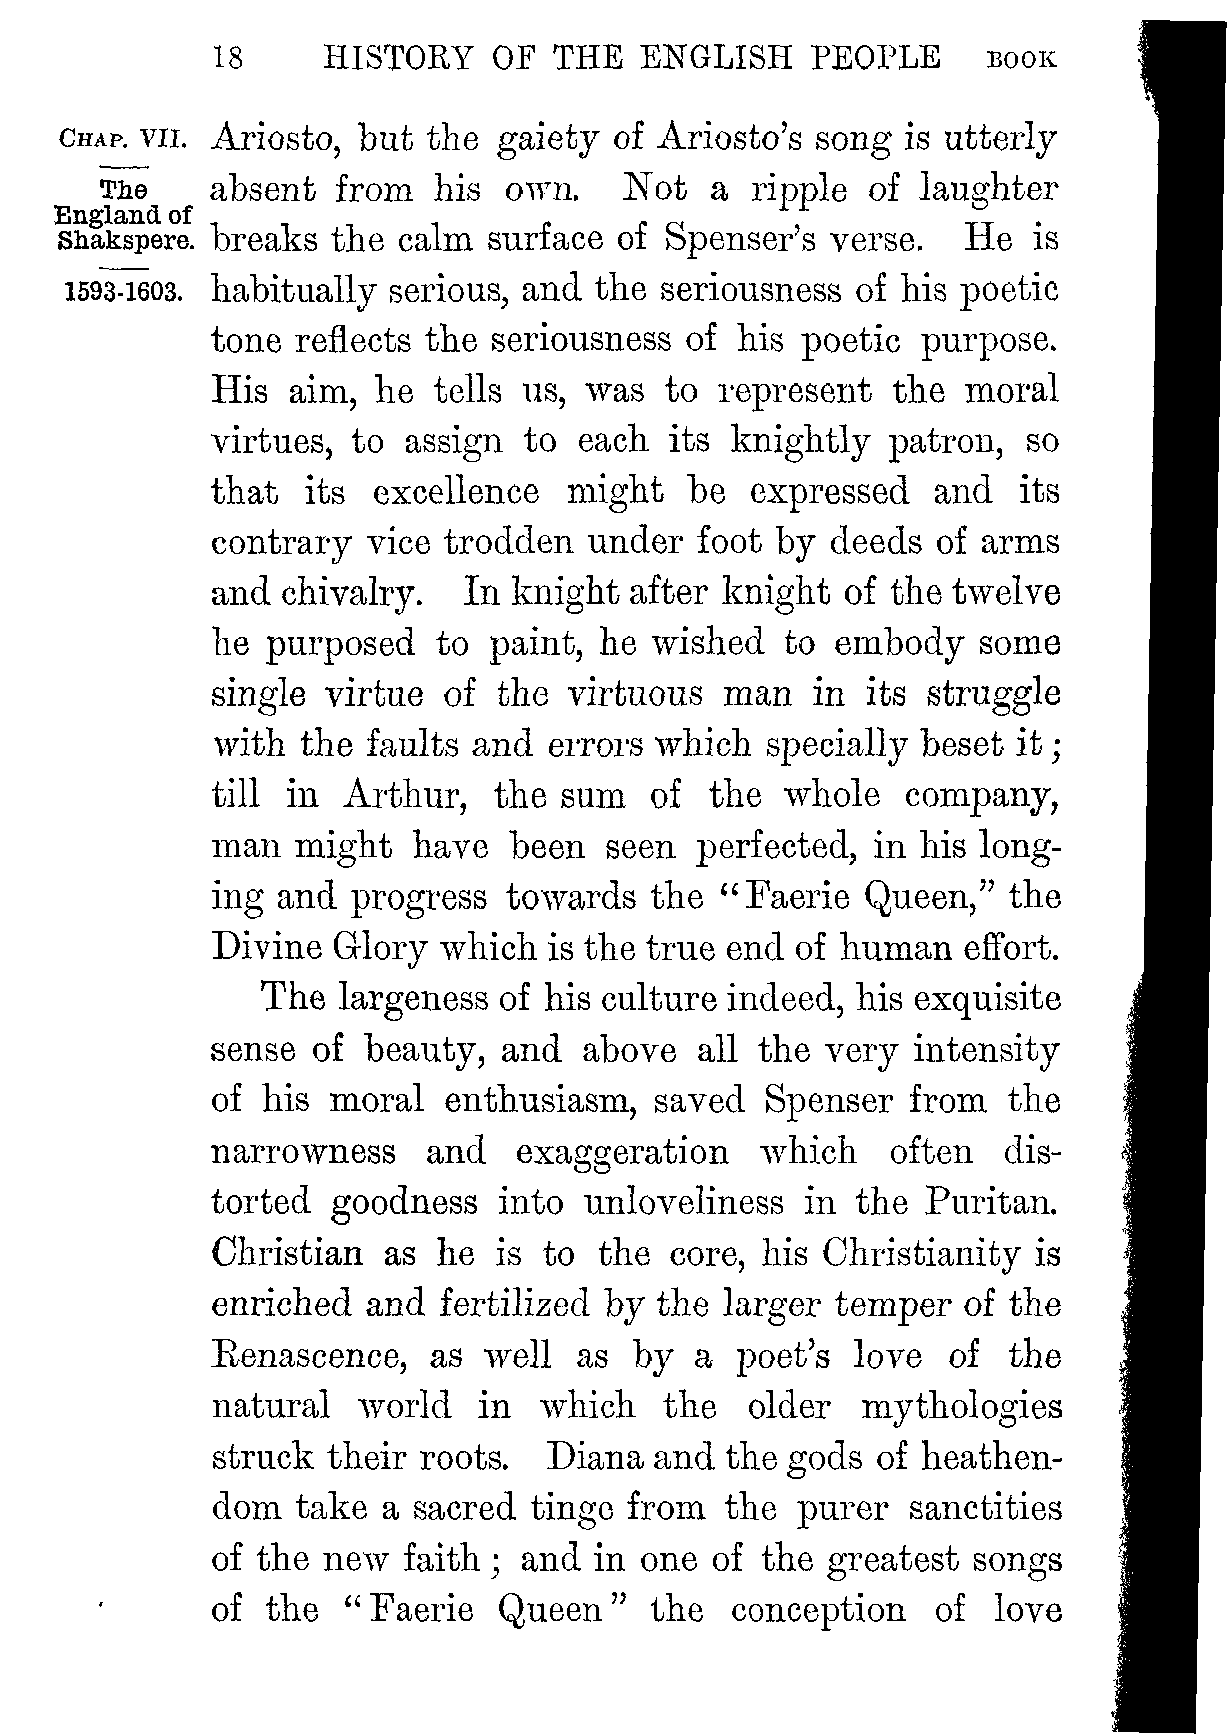 18 HISTORY OF THE ENGLISH PEOPLE BOOK
CHAP. VII.
The
England of
Shakspere.
1593-1603.
Ariosto, but the gaiety of Ariosto's song is utterly
absent from his own. Not a ripple of laughter
breaks the calm surface of Spenser's verse. He is
habitually serious, and the seriousness of his poetic
tone reflects the seriousness of his poetic purpose.
His aim, he tells us, was to represent the moral
virtues, to assign to each its knightly patron, so
that its excellence might be expressed and its
contrary vice trodden under foot by deeds of arms
and chivalry. In knight after knight of the twelve
he purposed to paint, he wished to embody some
single virtue of the virtuous man in its struggle
with the faults and errors which specially beset it ;
till in Arthur, the sum of the whole company,
man might have been seen perfected, in his long-
ing and progress towards the "Faerie Queen," the
Divine Glory which is the true end of human effort.
The largeness of his culture indeed, his exquisite
sense of beauty, and above all the very intensity
of his moral enthusiasm, saved Spenser from the
narrowness and exaggeration which often dis-
torted goodness into unloveliness in the Puritan.
Christian as he is to the core, his Christianity is
enriched and fertilized by the larger temper of the
Renascence, as well as by a poet's love of the
natural world in which the older mythologies
struck their roots. Diana and the gods of heathen-
dom take a sacred tinge from the purer sanctities
of the new faith ; and in one of the greatest songs
of the "Faerie Queen" the conception of love